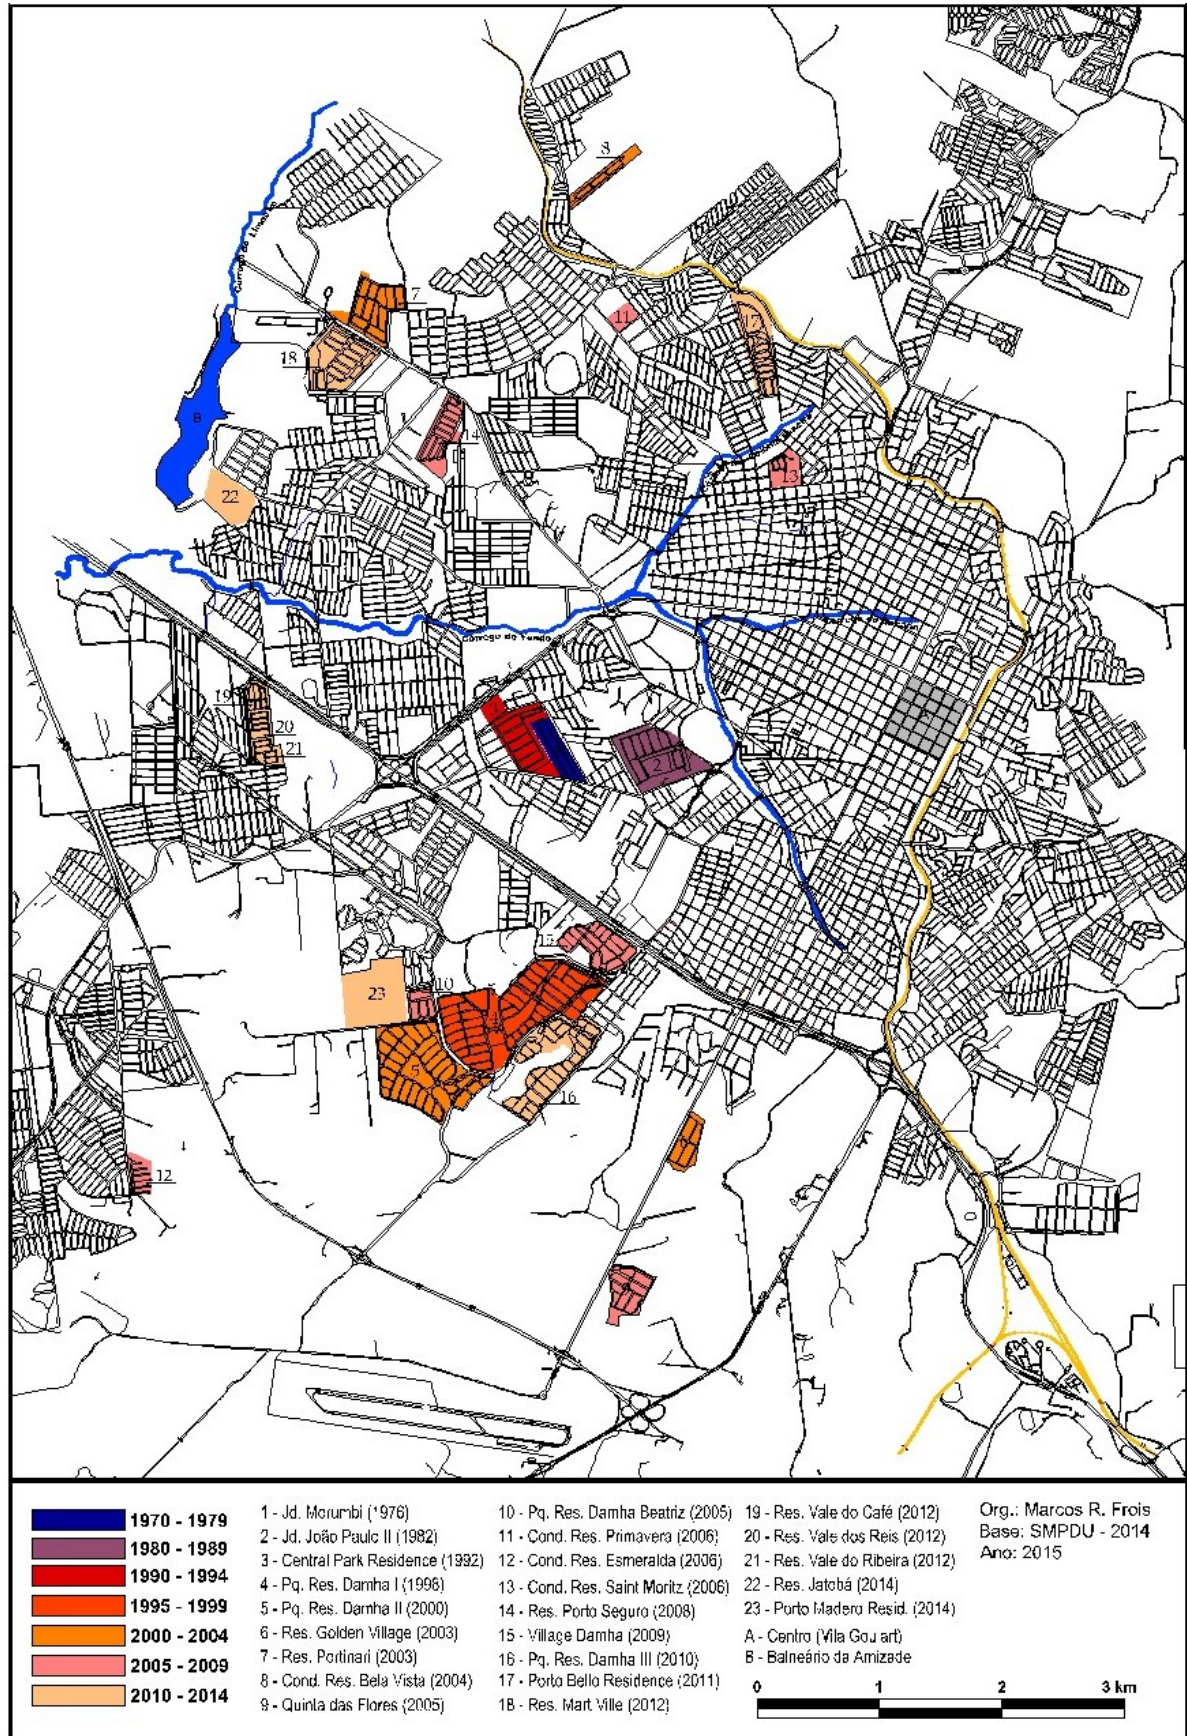 8
7
11
17
18
14
B
13
22
Corrego do Veado
19
20
21
2
A
15
10
23
4
5
16
12
1970 - 1979
1980 - 1989
1990 - 1994
1995 - 1999
2000 - 2004
2005 - 2009
2010 - 2014
1 - Jd. Morumbi (1976)
2 - Jd. João Paulo II (1982)
3 - Central Park Residence (1992)
4 - Pq. Res. Damha I (1998)
5 - Pq. Res. Damha II (2000)
6 - Res. Golden Village (2003)
7 - Res. Portinari (2003)
8 - Cond. Res. Bela Vista (2004)
9 - Quinta das Flores (2005)
10 - Pq. Res. Damha Beatriz (2005)
11 - Cond. Res. Primavera (2006)
12 - Cond. Res. Esmeralda (2006)
13 - Cond. Res. Saint Moritz (2006)
14 - Res. Porto Seguro (2008)
15 - Village Damha (2009)
16 - Pq. Res. Damha III (2010)
17 - Porto Bello Residence (2011)
18 - Res. Mart Ville (2012)
19 - Res. Vale do Café (2012)
20 - Res. Vale dos Reis (2012)
21 - Res. Vale do Ribeira (2012)
22 - Res. Jatobá (2014)
23 - Porto Madero Resid. (2014)
A - Centro (Vila Goulart)
B - Balneário da Amizade
Org.: Marcos R. Frois
Base: SMPDU - 2014
Ano: 2015
0 1 2 3 km